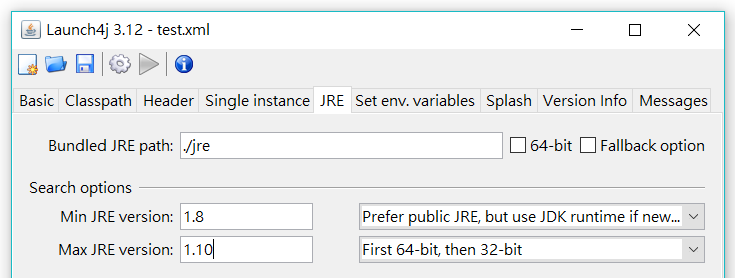 Launch4j 3.12 - test.xml
Basic Classpath Header Single instance JRE Set env. variables Splash Version Info Messages
Bundled JRE path: ./jre 64-bit Fallback option
Search options
Min JRE version: 1.8 Prefer public JRE, but use JDK runtime if new...
Max JRE version: 1.10 First 64-bit, then 32-bit